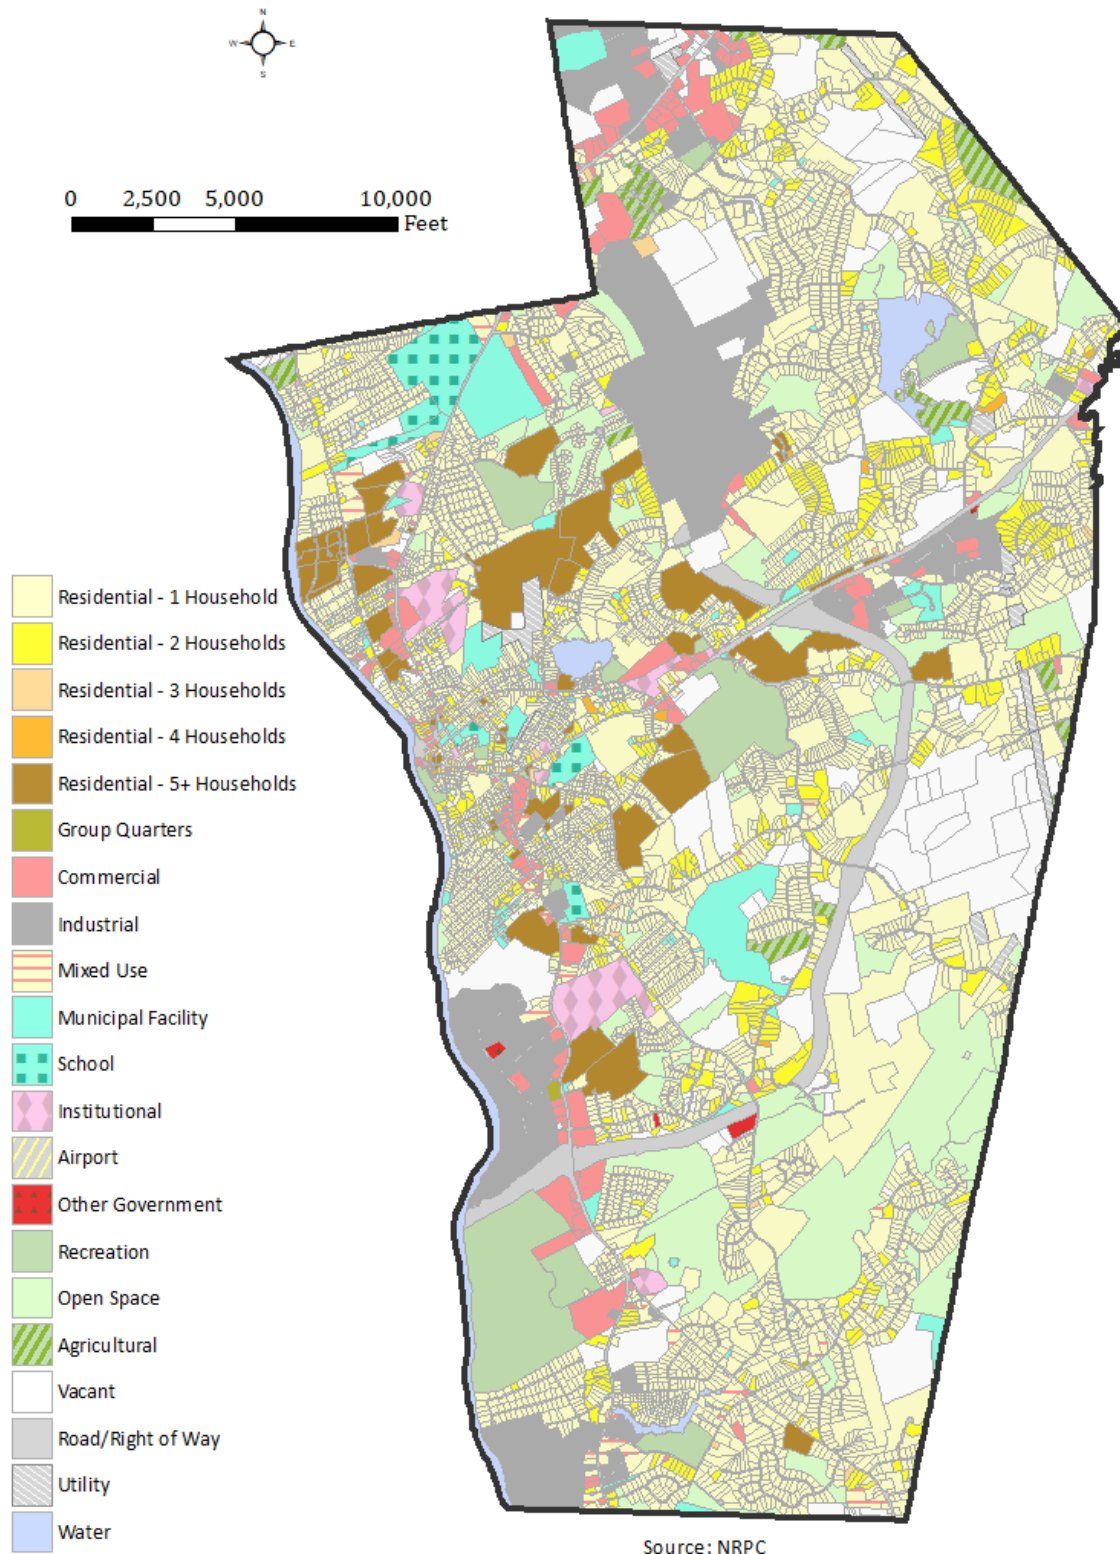 N
W E
S
0 2,500 5,000 10,000
Feet
Residential - 1 Household
Residential - 2 Households
Residential - 3 Households
Residential - 4 Households
Residential - 5+ Households
Group Quarters
Commercial
Industrial
Mixed Use
Municipal Facility
School
Institutional
Airport
Other Government
Recreation
Open Space
Agricultural
Vacant
Road/Right of Way
Utility
Water
Source: NRPC